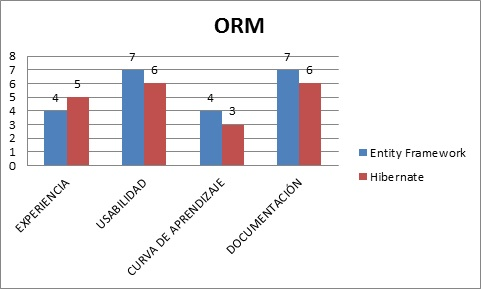 ORM
8
7
6
5
4
3
2
1
0
4
5
7
6
4
3
7
6
EXPERIENCIA
USABILIDAD
CURVA DE APRENDIZAJE
DOCUMENTACIÓN
Entity Framework
Hibernate